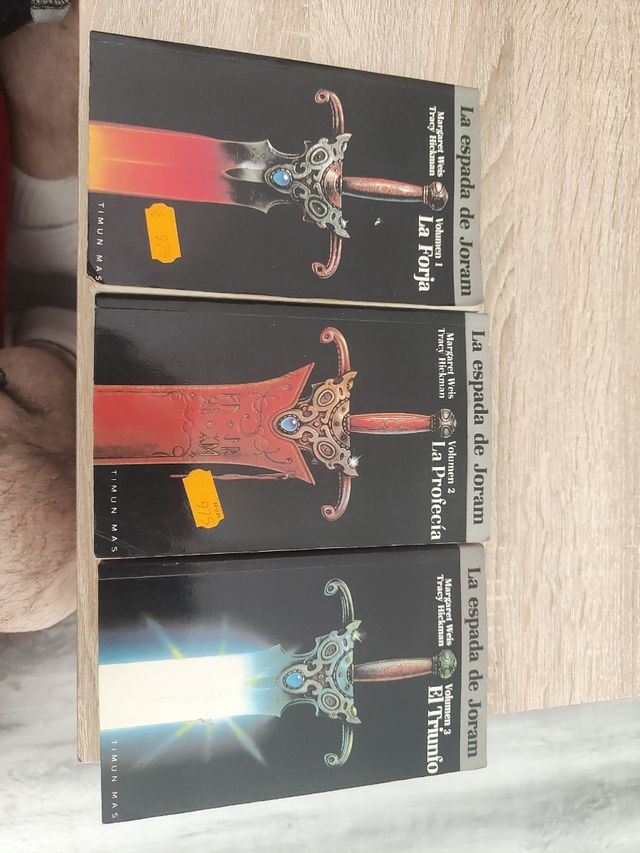 La espada de Joram
Margaret Weis
Tracy Hickman
Volumen 1
La Forja
975
TIMUN MAS
La espada de Joram
Margaret Weis
Tracy Hickman
Volumen 2
La Profecía
975
TIMUN MAS
La espada de Joram
Margaret Weis
Tracy Hickman
Volumen 3
El Triunfo
TIMUN MAS